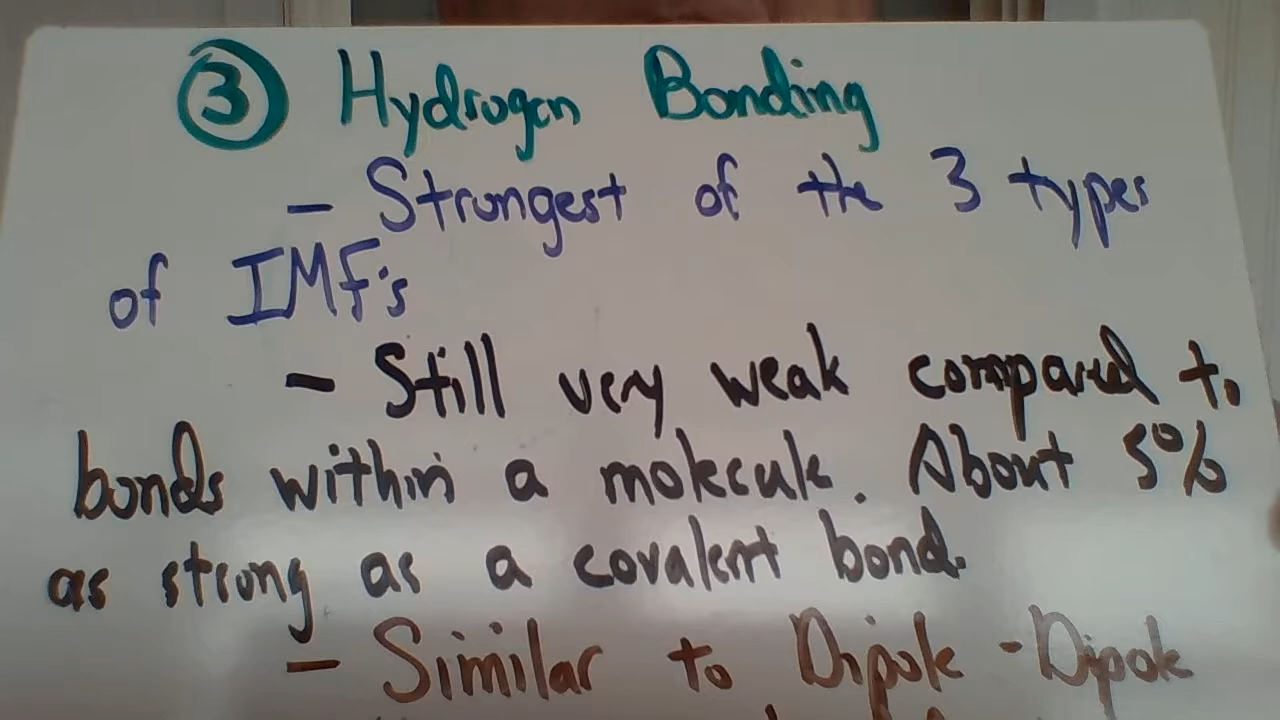 ③ Hydrogen Bonding
- Strongest of the 3 types
of IMF's
- Still very weak compared to
bonds within a molecule. About 5%
as strong as a covalent bond.
- Similar to Dipole-Dipole